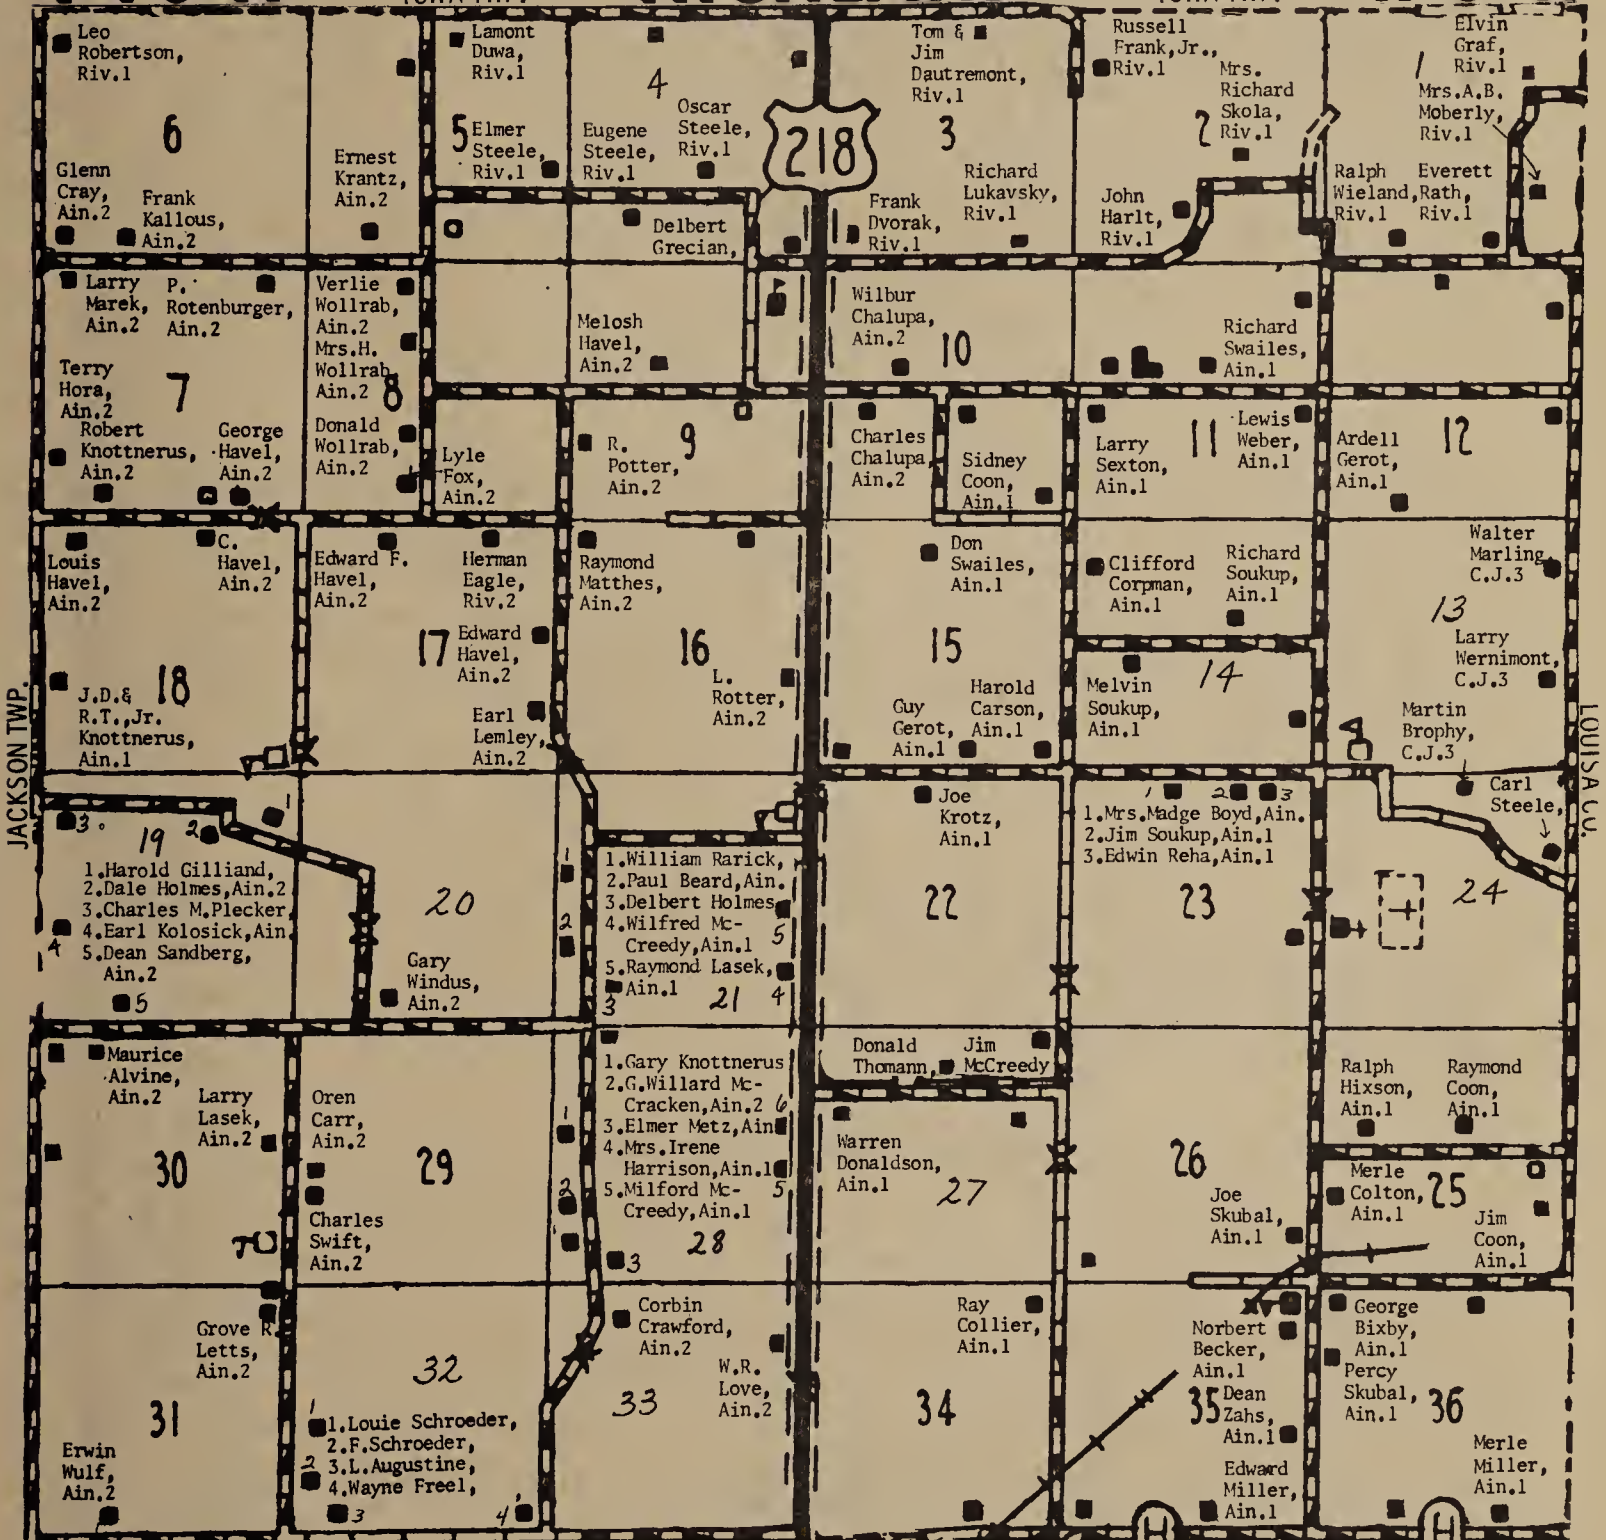 Leo
Robertson,
Riv.1
6
Glenn
Cray,
Ain.2
Frank
Kallous,
Ain.2
Ernest
Krantz,
Ain.2
Lamont
Duwa,
Riv.1
5
Elmer
Steele,
Riv.1
4
Eugene
Steele,
Riv.1
Oscar
Steele,
Riv.1
Delbert
Grecian,
218
Tom &
Jim
Dautremont,
Riv.1
3
Frank
Dvorak,
Riv.1
Richard
Lukavsky,
Riv.1
Russell
Frank,Jr.,
Riv.1
Mrs.
Richard
Skola,
Riv.1
2
John
Harlt,
Riv.1
1
Elvin
Graf,
Riv.1
Mrs.A.B.
Moberly,
Riv.1
Ralph
Wieland,
Riv.1
Everett
Rath,
Riv.1
Larry
Marek,
Ain.2
P.
Rotenburger,
Ain.2
Terry
Hora,
Ain.2
7
Robert
Knottnerus,
Ain.2
George
Havel,
Ain.2
Verlie
Wollrab,
Ain.2
Mrs.H.
Wollrab,
Ain.2
8
Donald
Wollrab,
Ain.2
Lyle
Fox,
Ain.2
Melosh
Havel,
Ain.2
R.
Potter,
Ain.2
9
Wilbur
Chalupa,
Ain.2
10
Charles
Chalupa,
Ain.2
Sidney
Coon,
Ain.1
Richard
Swailes,
Ain.1
Larry
Sexton,
Ain.1
11
Lewis
Weber,
Ain.1
Ardell
Gerot,
Ain.1
12
Louis
Havel,
Ain.2
C.
Havel,
Ain.2
18
J.D.&
R.T.,Jr.
Knottnerus,
Ain.1
Edward F.
Havel,
Ain.2
Herman
Eagle,
Riv.2
17
Edward
Havel,
Ain.2
Earl
Lemley,
Ain.2
Raymond
Matthes,
Ain.2
16
L.
Rotter,
Ain.2
Don
Swailes,
Ain.1
15
Guy
Gerot,
Ain.1
Harold
Carson,
Ain.1
Clifford
Corpman,
Ain.1
Richard
Soukup,
Ain.1
Melvin
Soukup,
Ain.1
14
Walter
Marling,
C.J.3
13
Larry
Wernimont,
C.J.3
Martin
Brophy,
C.J.3
Carl
Steele,
JACKSON TWP.
LOUISA CO.
1
3
2
19
1.Harold Gilliand,
2.Dale Holmes,Ain.2
3.Charles M.Plecker,
4.Earl Kolosick,Ain.
5.Dean Sandberg,
Ain.2
4
5
20
Gary
Windus,
Ain.2
1
2
1.William Rarick,
2.Paul Beard,Ain.
3.Delbert Holmes,
4.Wilfred Mc-
Creedy,Ain.1
5.Raymond Lasek,
Ain.1
5
3
21
4
Joe
Krotz,
Ain.1
22
1
2
3
1.Mrs.Madge Boyd,Ain.
2.Jim Soukup,Ain.1
3.Edwin Reha,Ain.1
23
24
Maurice
Alvine,
Ain.2
Larry
Lasek,
Ain.2
30
Oren
Carr,
Ain.2
29
Charles
Swift,
Ain.2
1
2
1.Gary Knottnerus
2.G.Willard Mc-
Cracken,Ain.2
3.Elmer Metz,Ain
4.Mrs.Irene
Harrison,Ain.1
5.Milford Mc-
Creedy,Ain.1
6
5
28
3
Donald
Thomann,
Jim
McCreedy
Warren
Donaldson,
Ain.1
27
26
Joe
Skubal,
Ain.1
Ralph
Hixson,
Ain.1
Raymond
Coon,
Ain.1
Merle
Colton,
Ain.1
25
Jim
Coon,
Ain.1
Grove R.
Letts,
Ain.2
31
Erwin
Wulf,
Ain.2
32
1
1.Louie Schroeder,
2.F.Schroeder,
3.L.Augustine,
4.Wayne Freel,
2
3
4
Corbin
Crawford,
Ain.2
W.R.
Love,
Ain.2
33
Ray
Collier,
Ain.1
34
Norbert
Becker,
Ain.1
35
Dean
Zahs,
Ain.1
Edward
Miller,
Ain.1
George
Bixby,
Ain.1
Percy
Skubal,
Ain.1
36
Merle
Miller,
Ain.1
H
H